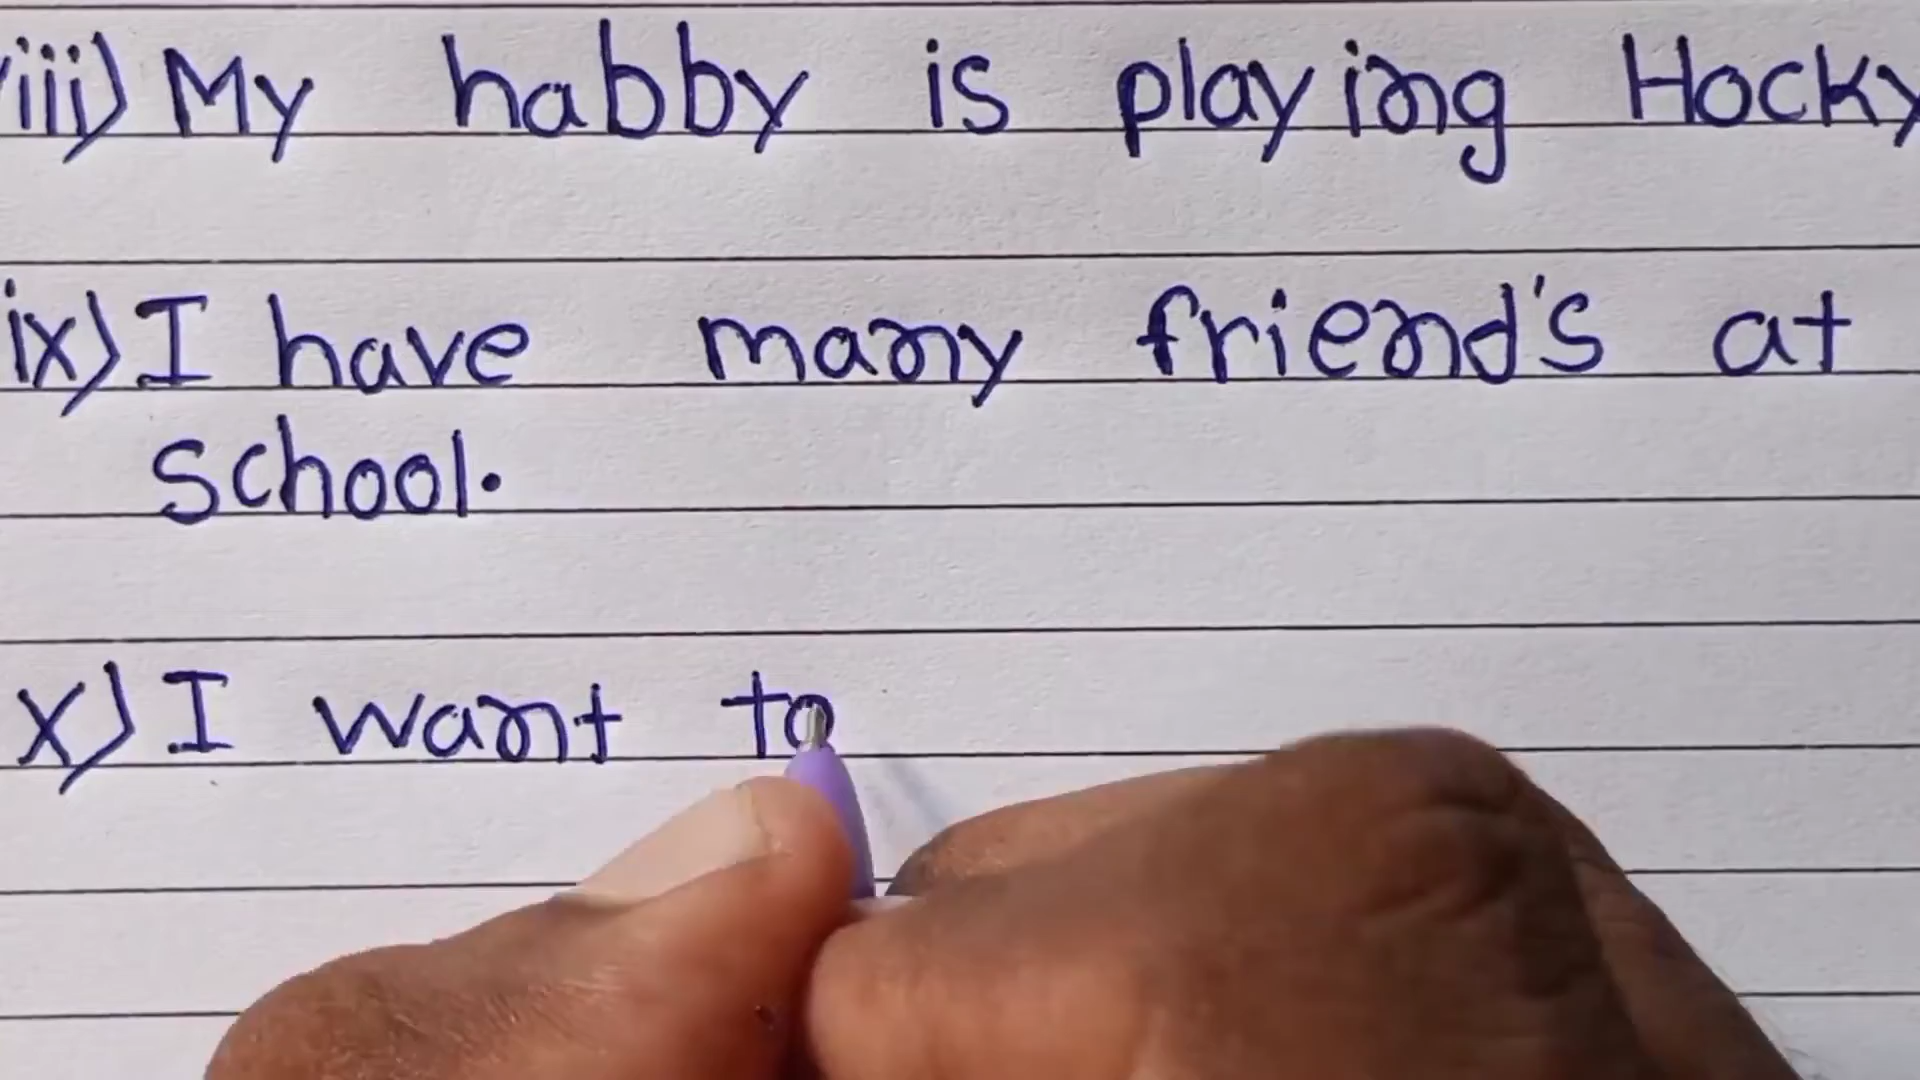 viii) My habby is playing Hocky
ix) I have many friend's at
school.
x) I want to